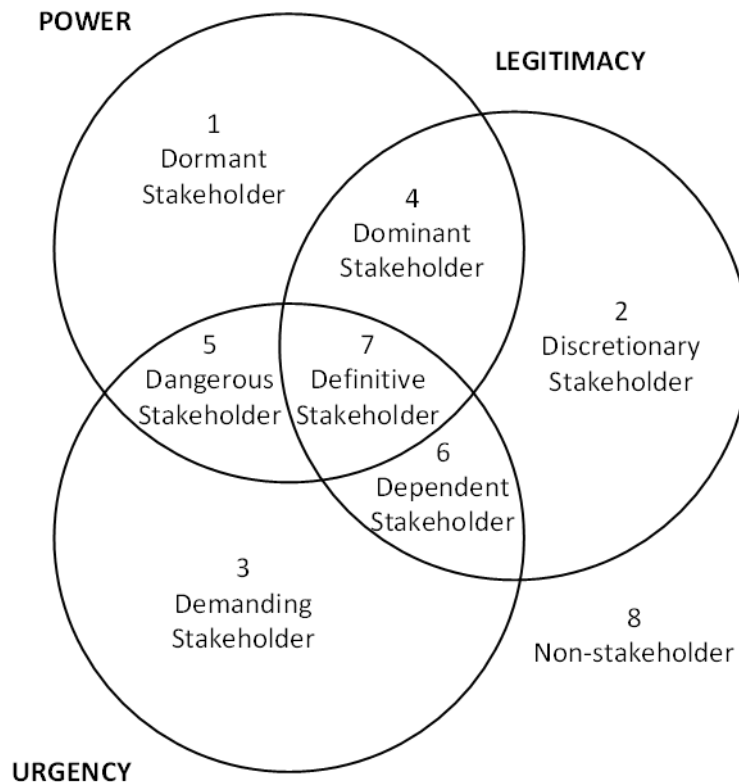 POWER
LEGITIMACY
1
Dormant
Stakeholder
4
Dominant
Stakeholder
2
Discretionary
Stakeholder
5
Dangerous
Stakeholder
7
Definitive
Stakeholder
6
Dependent
Stakeholder
3
Demanding
Stakeholder
8
Non-stakeholder
URGENCY